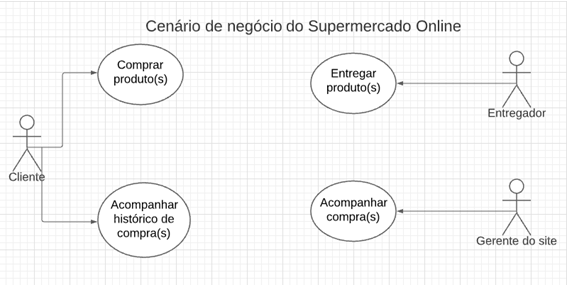 Cenário de negócio do Supermercado Online
Comprar
produto(s)
Entregar
produto(s)
Entregador
Cliente
Acompanhar
histórico de
compra(s)
Acompanhar
compra(s)
Gerente do site